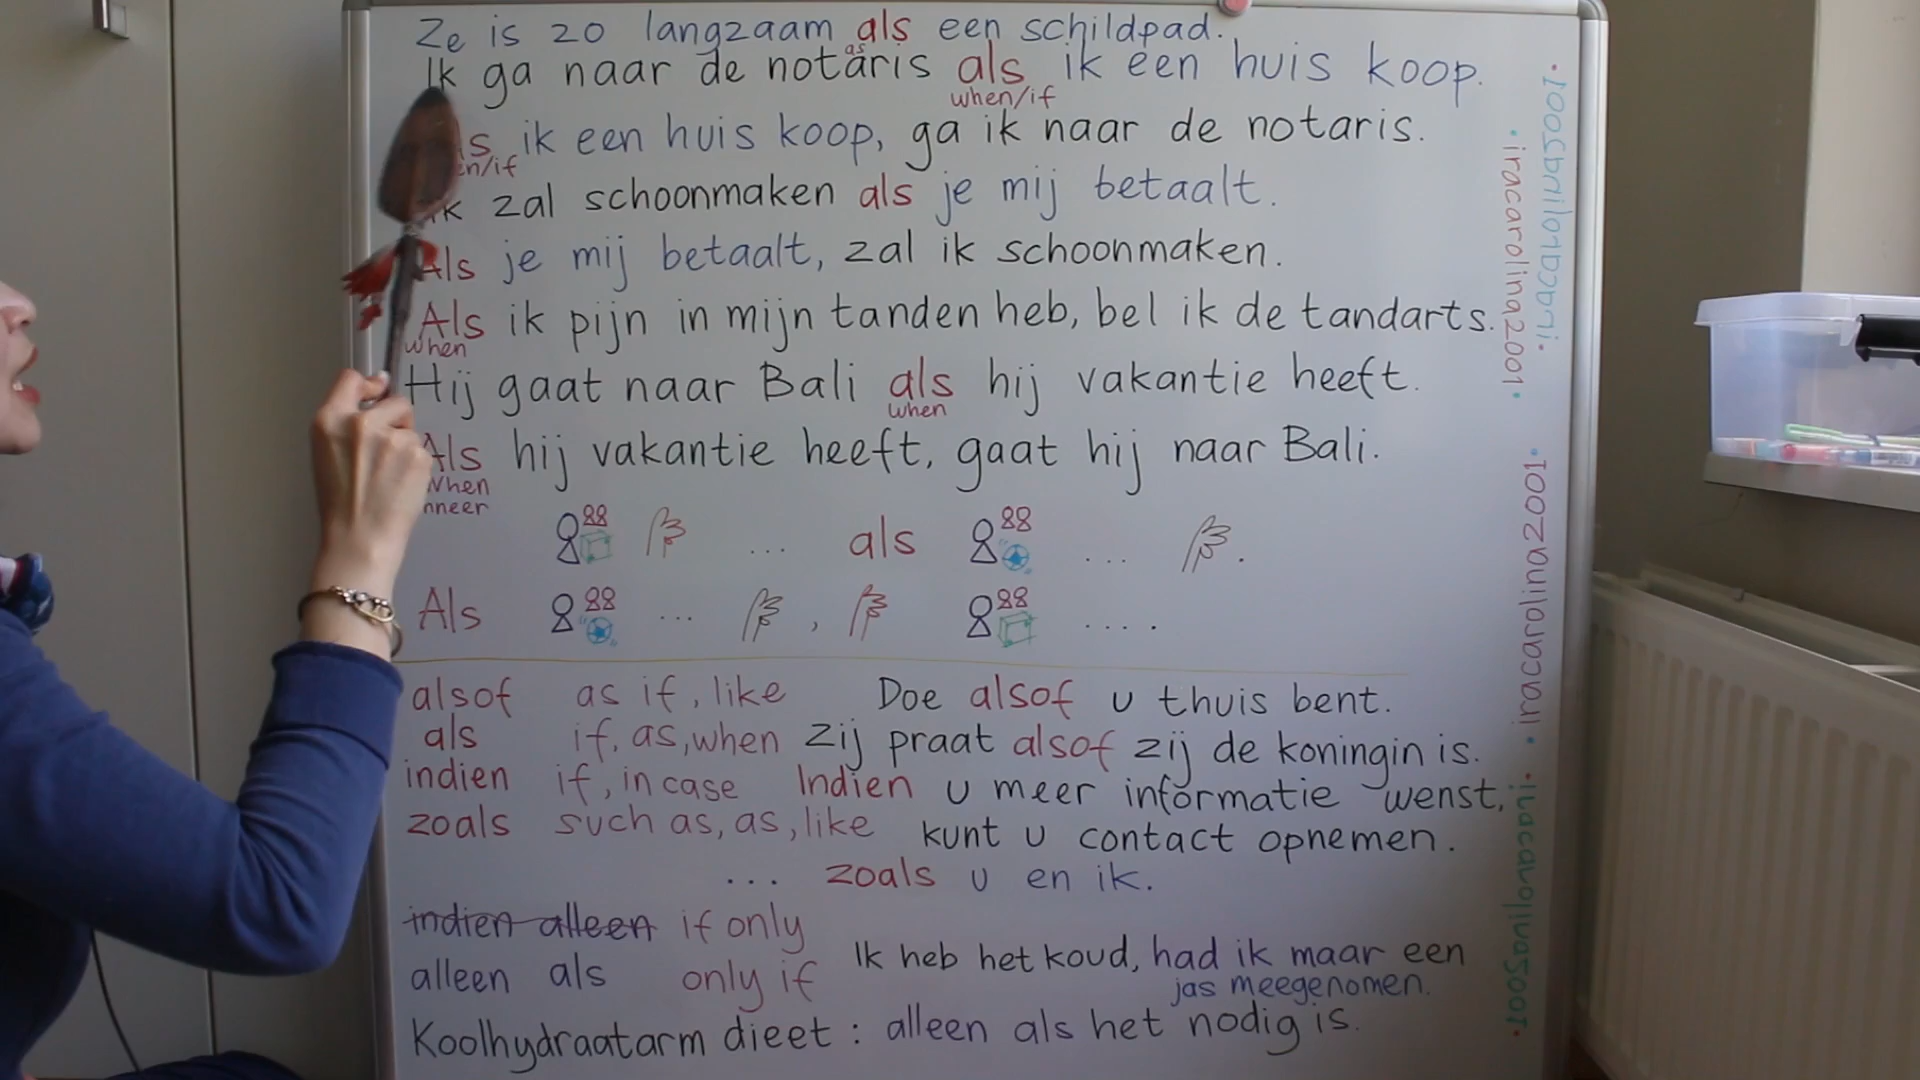 Ze is zo langzaam als een schildpad.
as
Ik ga naar de notaris als ik een huis koop.
when/if
ik een huis koop, ga ik naar de notaris.
Ik zal schoonmaken als je mij betaalt.
Als je mij betaalt, zal ik schoonmaken.
Als ik pijn in mijn tanden heb, bel ik de tandarts.
when
Hij gaat naar Bali als hij vakantie heeft.
when
Als hij vakantie heeft, gaat hij naar Bali.
When
... als ... .
Als ... , ... .
alsof as if, like Doe alsof u thuis bent.
als if, as, when Zij praat alsof zij de koningin is.
indien if, in case Indien u meer informatie wenst,
zoals such as, as, like kunt u contact opnemen.
... zoals u en ik.
indien alleen if only
alleen als only if Ik heb het koud, had ik maar een
jas meegenomen.
Koolhydraatarm dieet: alleen als het nodig is.
iracarolina2001
iracarolina2001
iracarolina2001
iracarolina2001